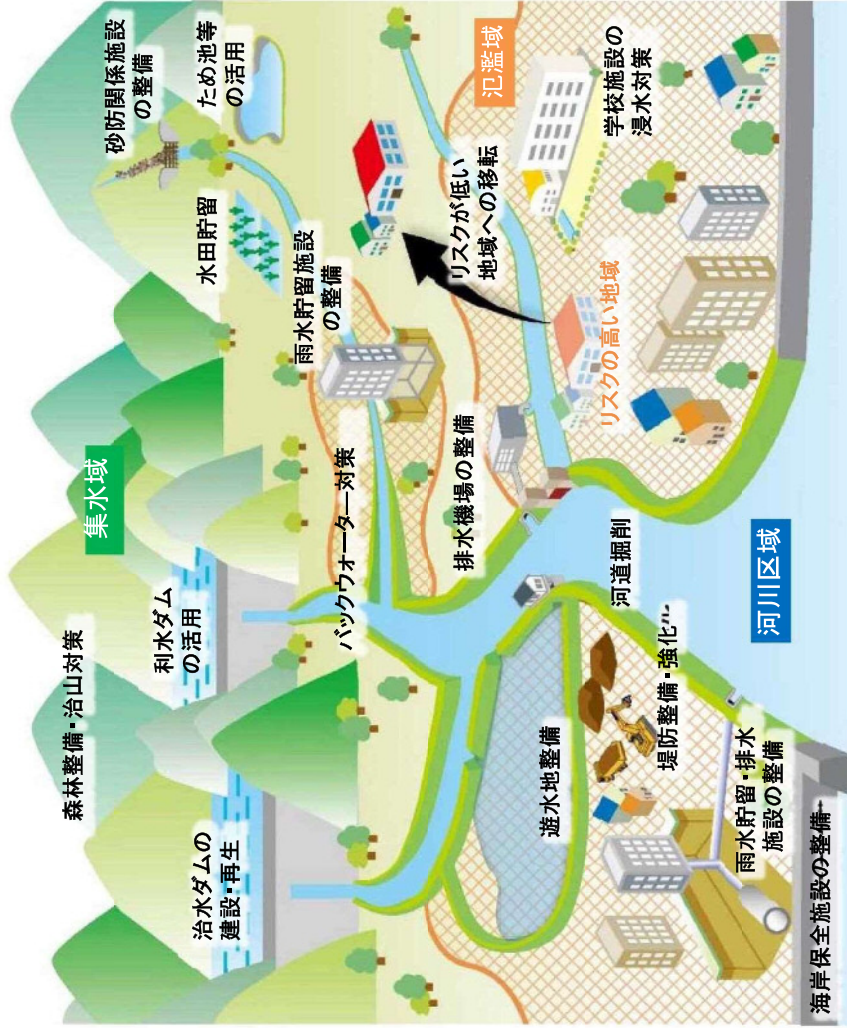 森林整備・治山対策
集水域
砂防関係施設
の整備
利水ダム
の活用
治水ダムの
建設・再生
ため池等
の活用
水田貯留
雨水貯留施設
の整備
バックウォーター対策
排水機場の整備
リスクが低い
地域への移転
氾濫域
遊水地整備
リスクの高い地域
学校施設の
浸水対策
河道掘削
堤防整備・強化
雨水貯留・排水
施設の整備
河川区域
海岸保全施設の整備